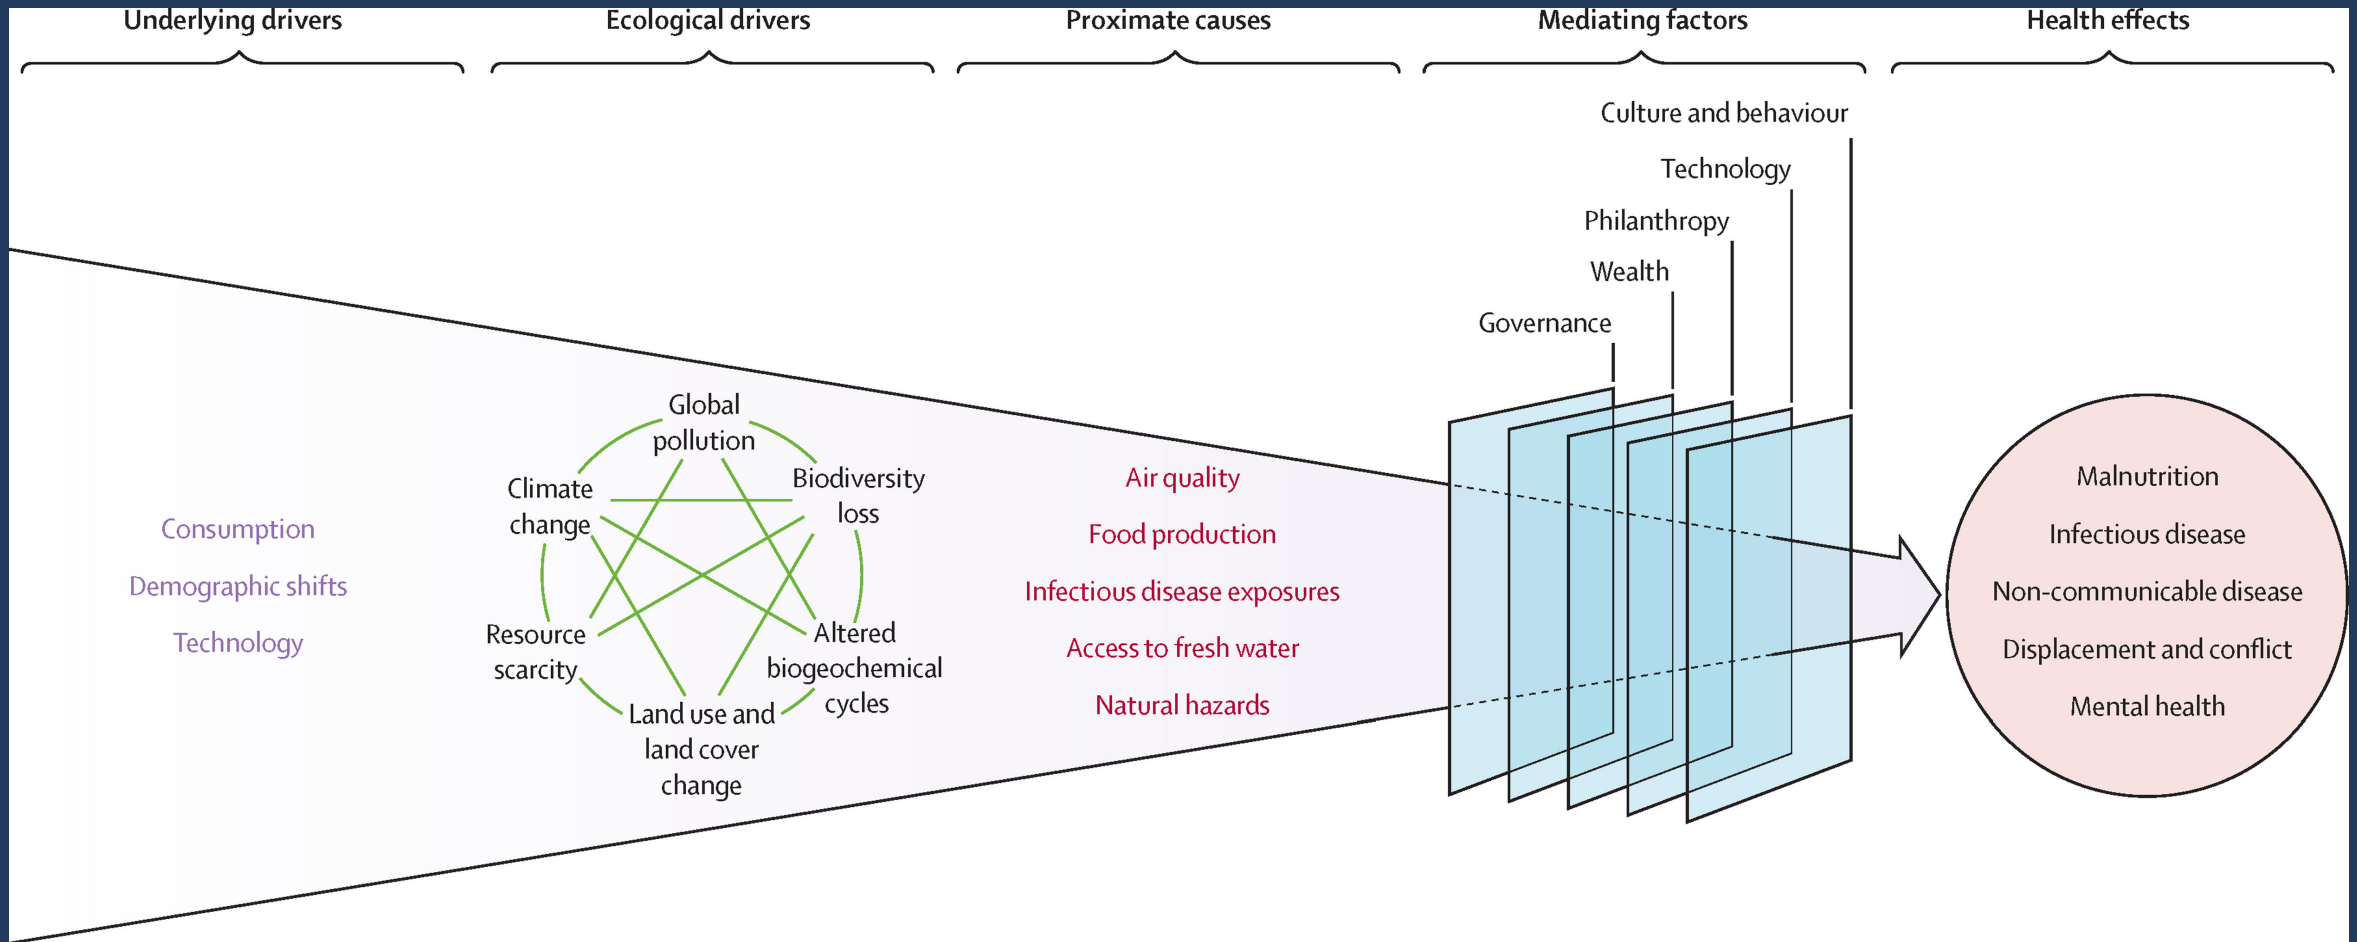 Underlying drivers
Ecological drivers
Proximate causes
Mediating factors
Health effects
Consumption
Demographic shifts
Technology
Global
pollution
Biodiversity
loss
Climate
change
Resource
scarcity
Altered
biogeochemical
cycles
Land use and
land cover
change
Air quality
Food production
Infectious disease exposures
Access to fresh water
Natural hazards
Culture and behaviour
Technology
Philanthropy
Wealth
Governance
Malnutrition
Infectious disease
Non-communicable disease
Displacement and conflict
Mental health